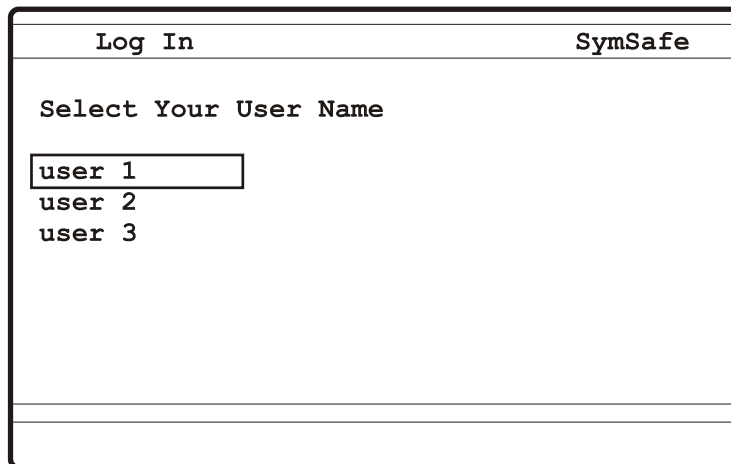 Log In SymSafe
Select Your User Name
user 1
user 2
user 3